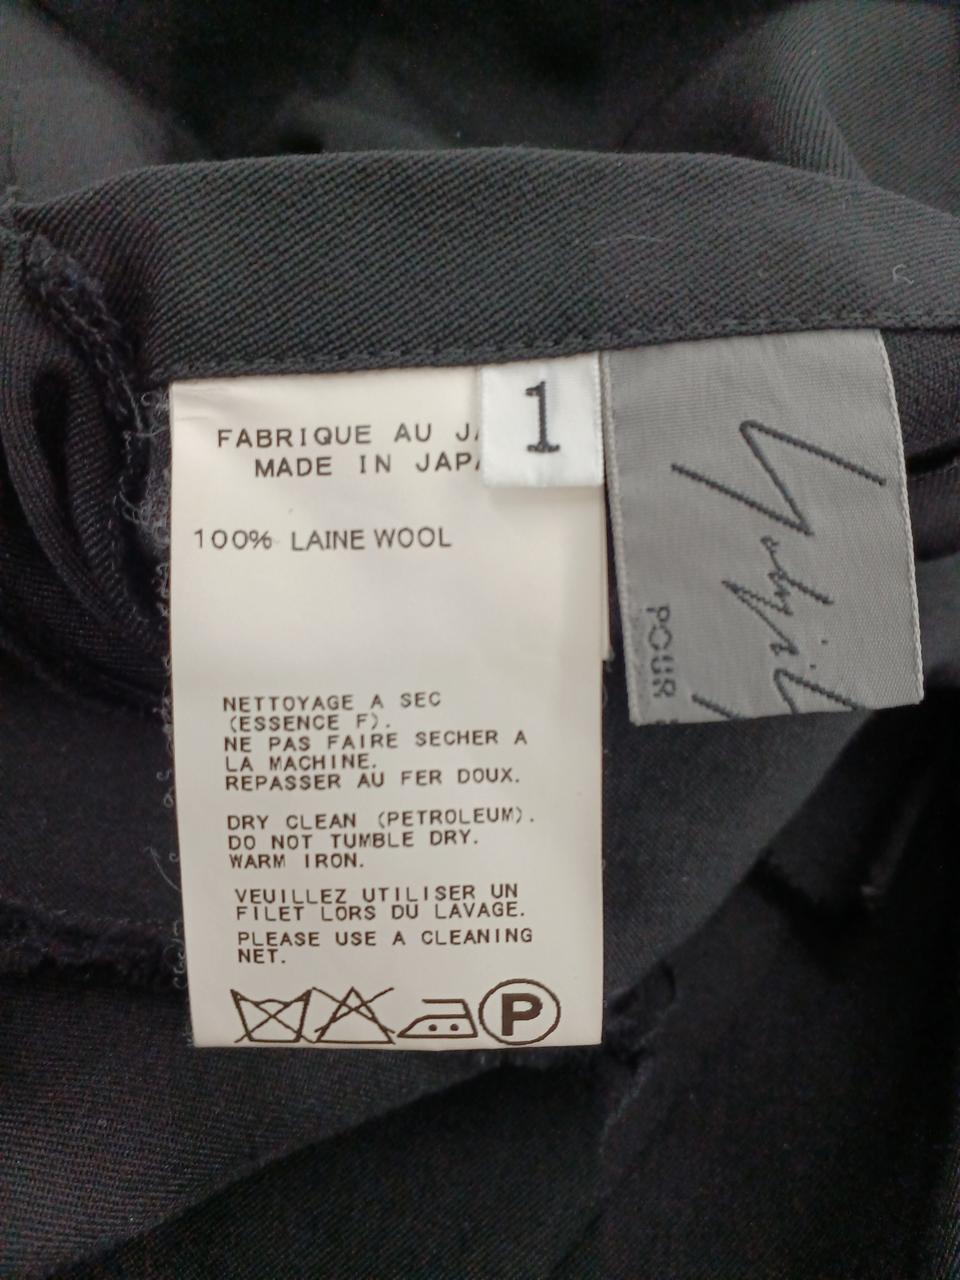 FABRIQUE AU
MADE IN
1
100% LAINE WOOL
NETTOYAGE A SEC
(ESSENCE F).
NE PAS FAIRE SECHER A
LA MACHINE.
REPASSER AU FER DOUX.
DRY CLEAN (PETROLEUM).
DO NOT TUMBLE DRY.
WARM IRON.
VEUILLEZ UTILISER UN
FILET LORS DU LAVAGE.
PLEASE USE A CLEANING
NET.
P
POUR